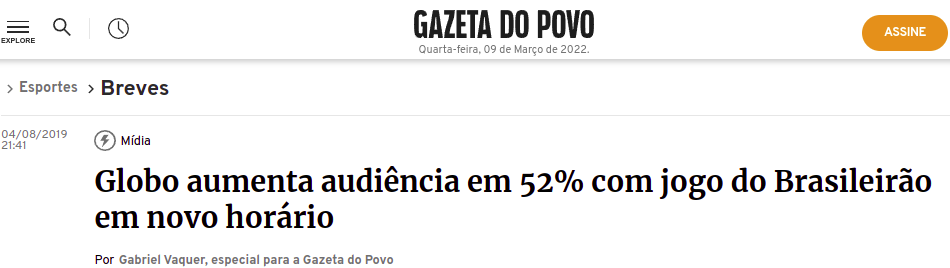 EXPLORE
GAZETA DO POVO
Quarta-feira, 09 de Março de 2022.
ASSINE
Esportes
Breves
04/08/2019
21:41
Mídia
Globo aumenta audiência em 52% com jogo do Brasileirão
em novo horário
Por Gabriel Vaquer, especial para a Gazeta do Povo